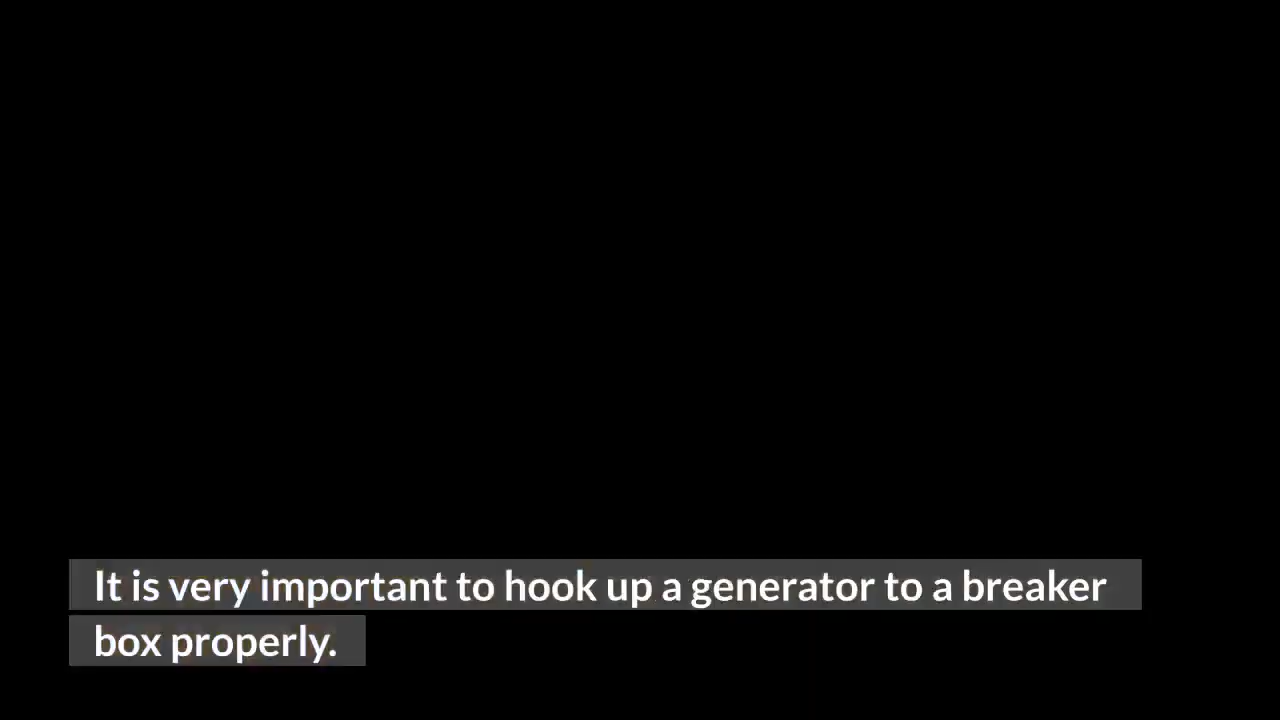 It is very important to hook up a generator to a breaker
box properly.